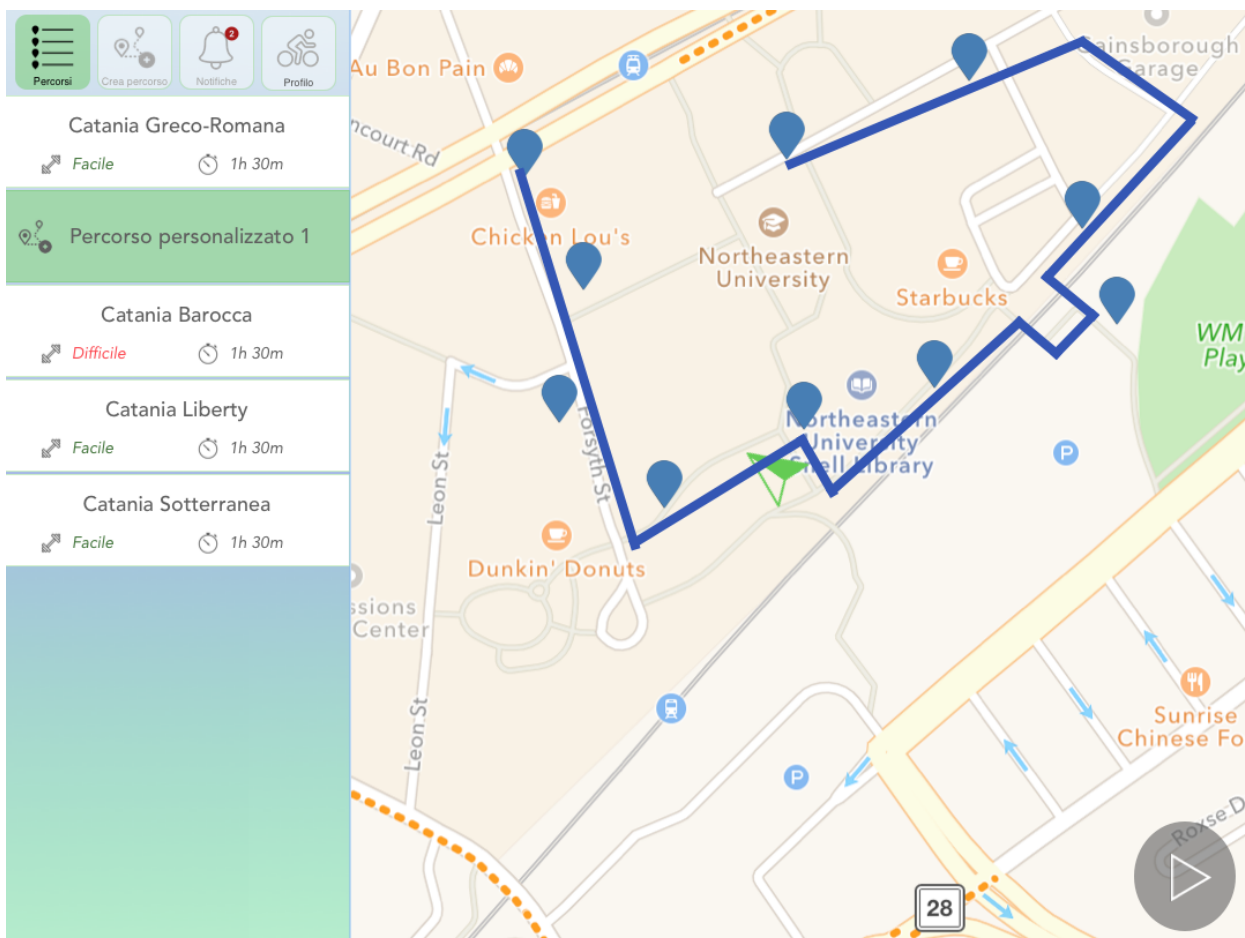 Percorsi
Crea percorso
Notifiche
2
Profilo
Catania Greco-Romana
Facile 1h 30m
Percorso personalizzato 1
Catania Barocca
Difficile 1h 30m
Catania Liberty
Facile 1h 30m
Catania Sotterranea
Facile 1h 30m
Au Bon Pain
ncourt Rd
Gainsborough
Garage
Chicken Lou's
Northeastern
University
Starbucks
WM
Play
Northeastern
University
Snell Library
Forsyth St
Leon St
Dunkin' Donuts
ssions
Center
Leon St
P
P
Sunrise
Chinese Fo
Roxse D
28